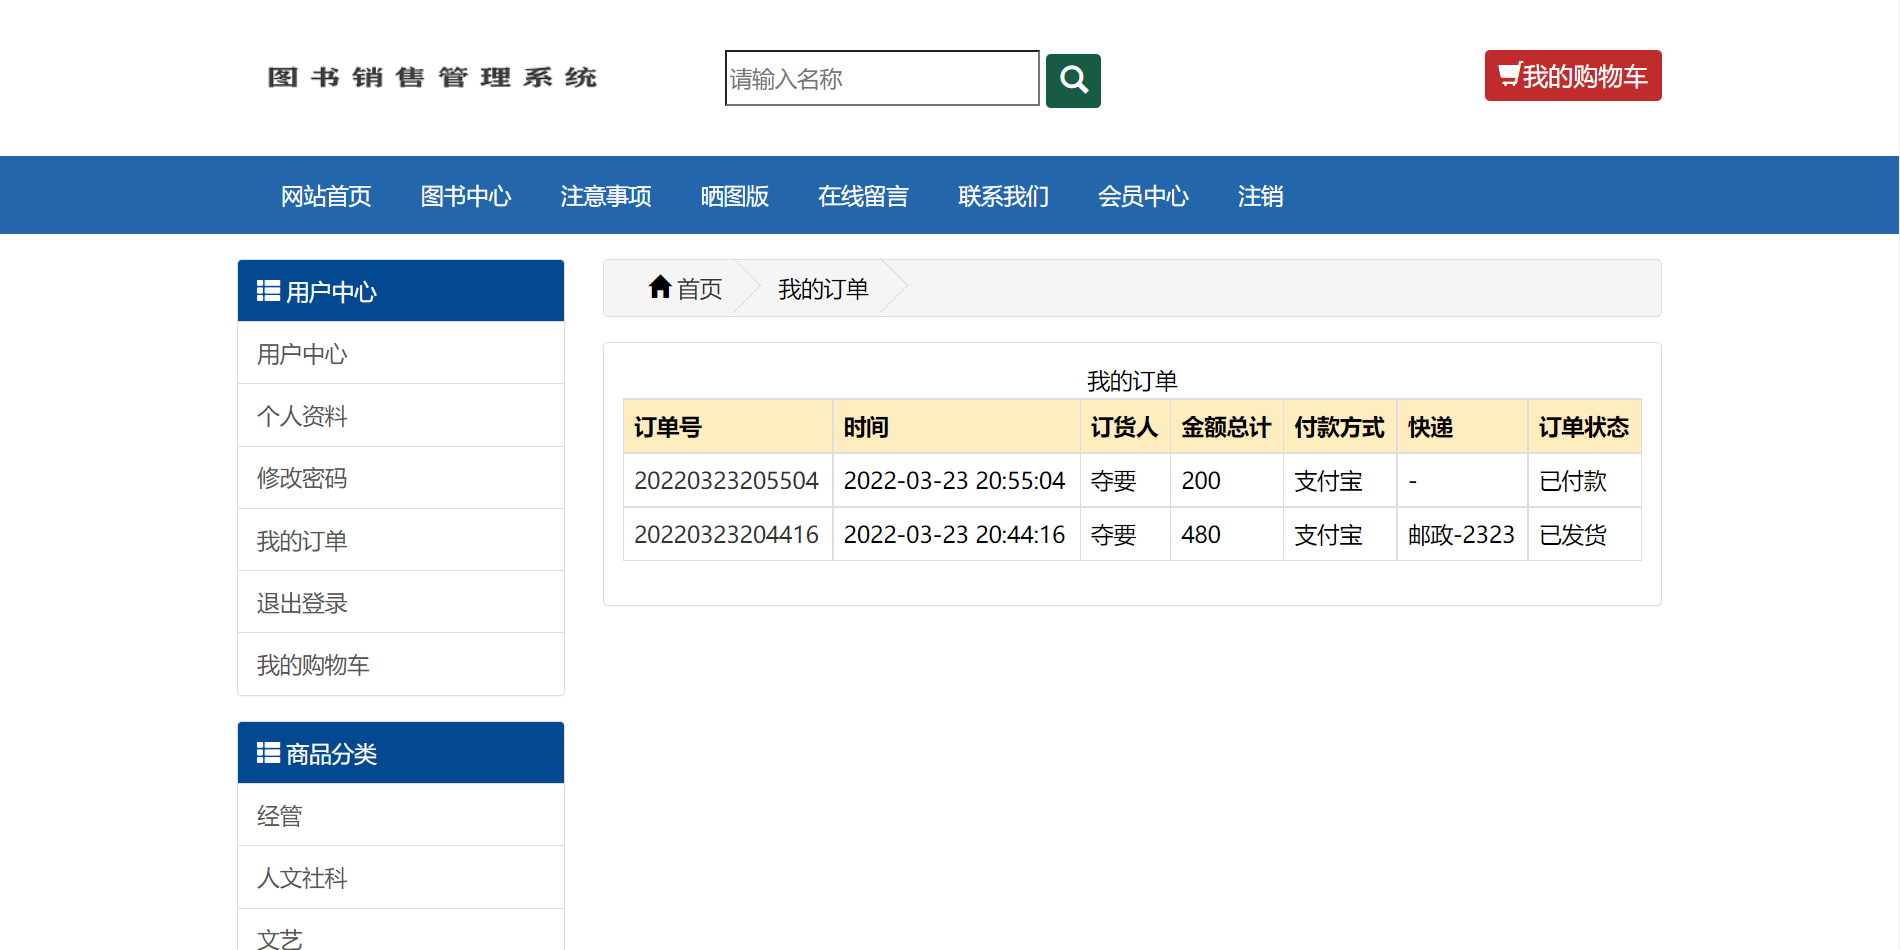 图书销售管理系统
请输入名称
我的购物车
网站首页 图书中心 注意事项 晒图版 在线留言 联系我们 会员中心 注销
用户中心
用户中心
个人资料
修改密码
我的订单
退出登录
我的购物车
商品分类
经管
人文社科
文艺
首页 我的订单
我的订单
订单号 时间 订货人 金额总计 付款方式 快递 订单状态
20220323205504 2022-03-23 20:55:04 夺要 200 支付宝 - 已付款
20220323204416 2022-03-23 20:44:16 夺要 480 支付宝 邮政-2323 已发货